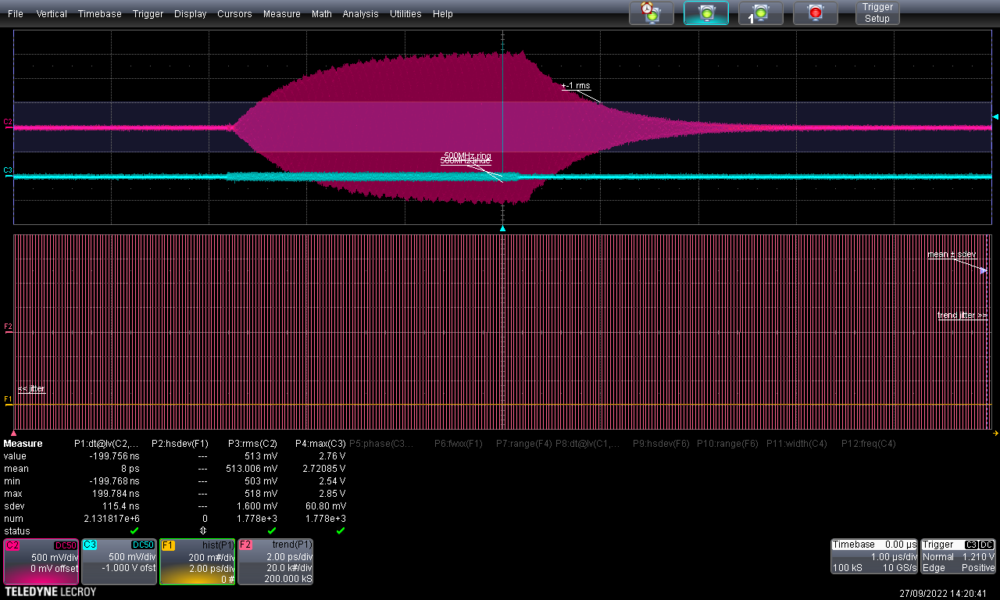 File Vertical Timebase Trigger Display Cursors Measure Math Analysis Utilities Help
1
Trigger
Setup
+-1 rms
C2
500MHz ring
C3
mean ± sdev
trend jitter >>
F2
<< jitter
F1
Measure P1:dt@lv(C2,... P2:hsdev(F1) P3:rms(C2) P4:max(C3) P5:phase(C3... P6:fwxx(F1) P7:range(F4) P8:dt@lv(C1,... P9:hsdev(F6) P10:range(F6) P11:width(C4) P12:freq(C4)
value -199.756 ns --- 513 mV 2.76 V
mean 8 ps --- 513.006 mV 2.72085 V
min -199.768 ns --- 503 mV 2.54 V
max 199.784 ns --- 518 mV 2.85 V
sdev 115.4 ns --- 1.600 mV 60.80 mV
num 2.131817e+6 0 1.778e+3 1.778e+3
status
C2 DC50
500 mV/div
0 mV offset
C3 DC50
500 mV/div
-1.000 V ofst
F1 hist(P1)
200 m#/div
2.00 ps/div
0 #
F2 trend(P1)
2.00 ps/div
20.0 k#/div
200.000 kS
Timebase 0.00 µs
1.00 µs/div
100 kS 10 GS/s
Trigger C3 DC
Normal 1.210 V
Edge Positive
TELEDYNE LECROY
27/09/2022 14:20:41